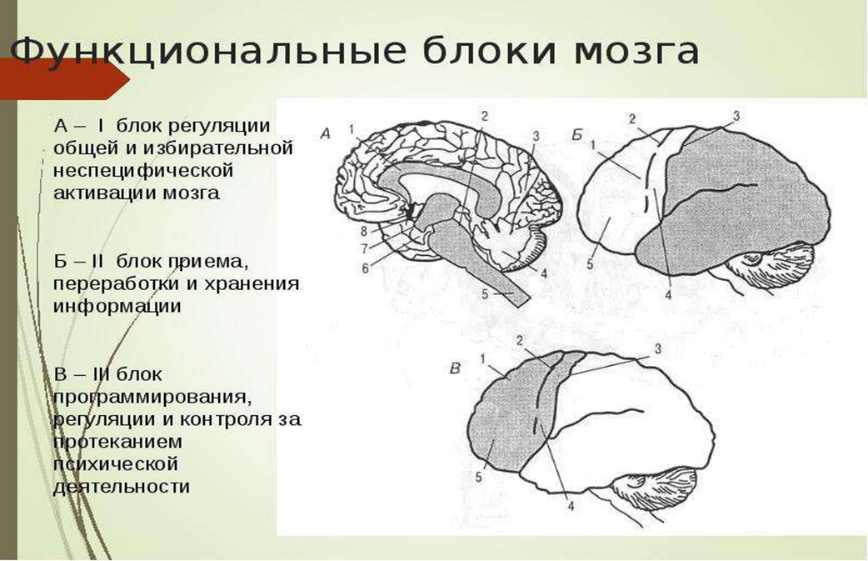 Функциональные блоки мозга
А – I блок регуляции
общей и избирательной
неспецифической
активации мозга
Б – II блок приема,
переработки и хранения
информации
В – III блок
программирования,
регуляции и контроля за
протеканием
психической
деятельности
А
1
2
3
8
7
6
5
4
Б
1
2
3
5
4
В
1
2
3
5
4